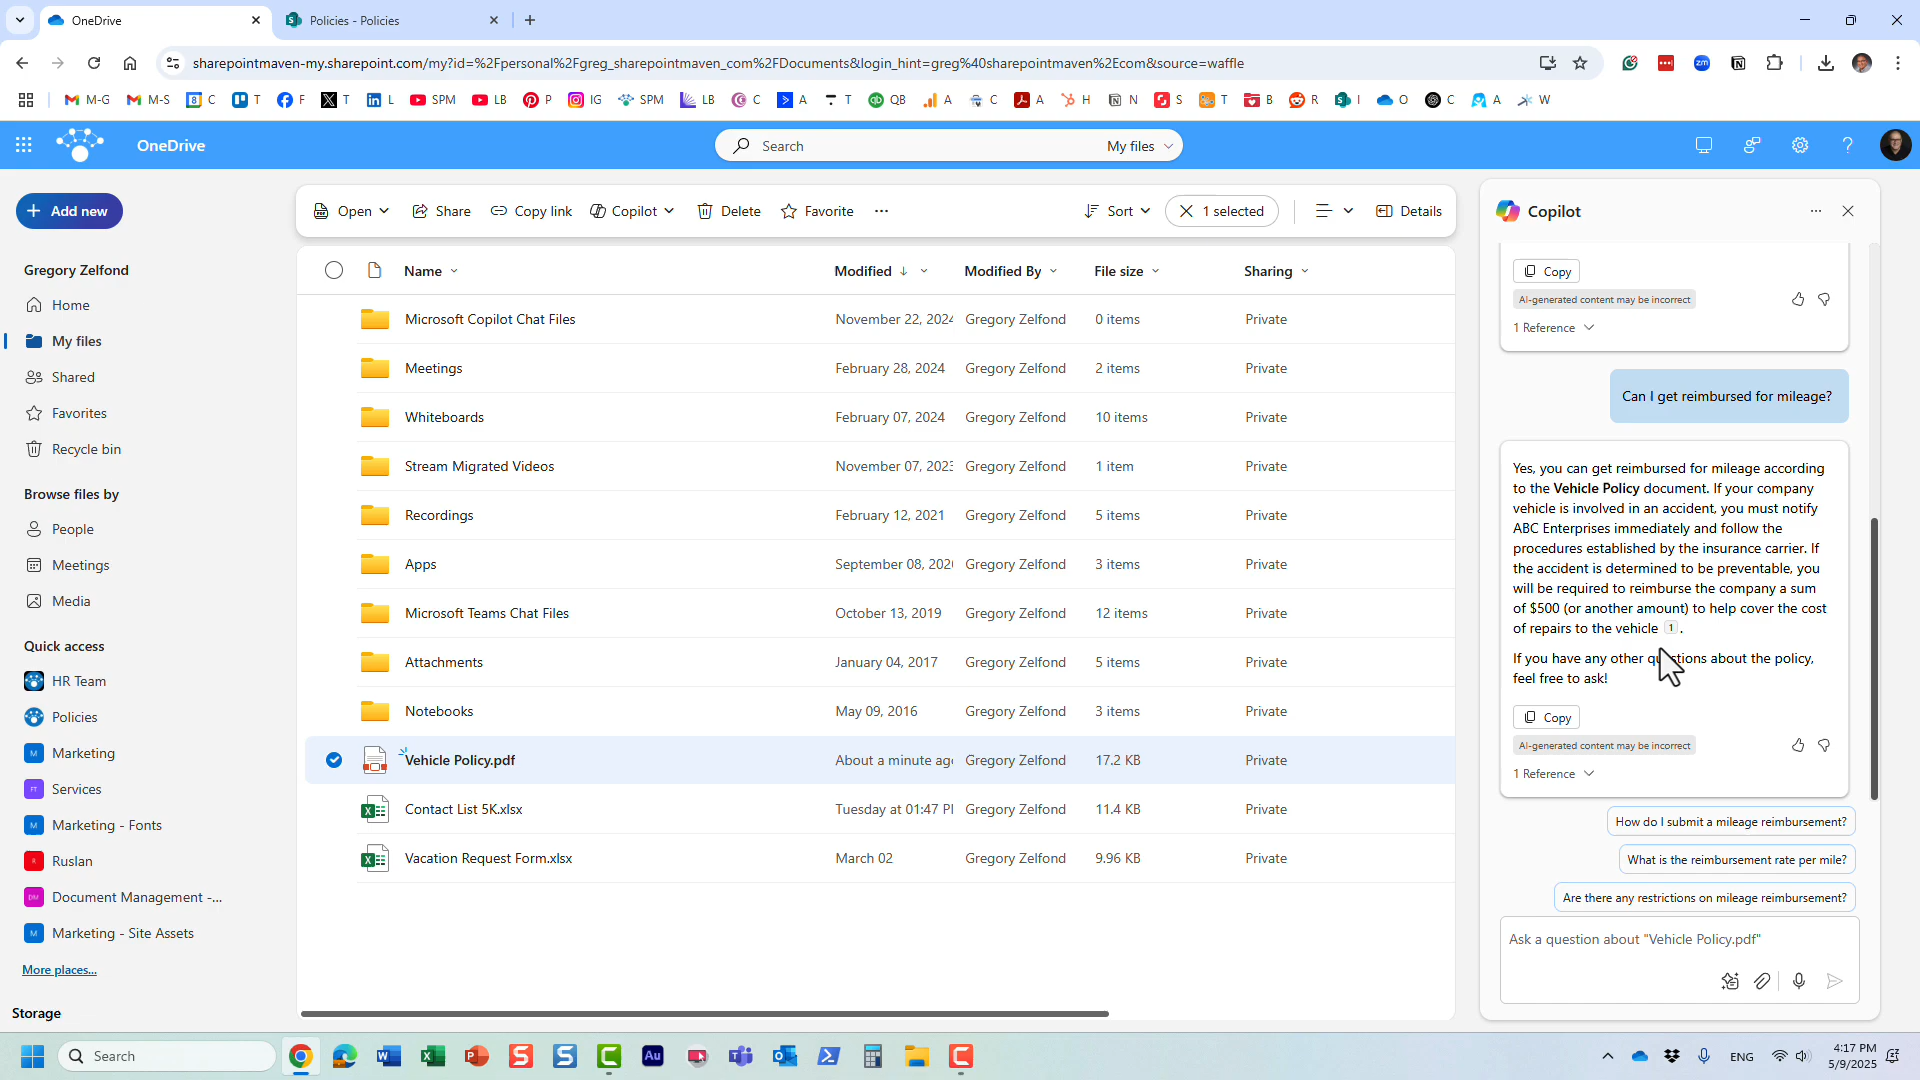 OneDrive
Policies - Policies
sharepointmaven-my.sharepoint.com/my?id=%2Fpersonal%2Fgreg_sharepointmaven_com%2FDocuments&login_hint=greg%40sharepointmaven%2Ecom&source=waffle
M-G M-S C T F T L SPM LB P IG SPM LB C A T QB A C A H N S T B R I O C A W
OneDrive
Search
My files
Add new
Open
Share
Copy link
Copilot
Delete
Favorite
Sort
1 selected
Details
Gregory Zelfond
Home
My files
Shared
Favorites
Recycle bin
Browse files by
People
Meetings
Media
Quick access
HR Team
Policies
Marketing
Services
Marketing - Fonts
Ruslan
Document Management -...
Marketing - Site Assets
More places...
Storage
Name Modified Modified By File size Sharing
Microsoft Copilot Chat Files November 22, 2024 Gregory Zelfond 0 items Private
Meetings February 28, 2024 Gregory Zelfond 2 items Private
Whiteboards February 07, 2024 Gregory Zelfond 10 items Private
Stream Migrated Videos November 07, 2023 Gregory Zelfond 1 item Private
Recordings February 12, 2021 Gregory Zelfond 5 items Private
Apps September 08, 202 Gregory Zelfond 3 items Private
Microsoft Teams Chat Files October 13, 2019 Gregory Zelfond 12 items Private
Attachments January 04, 2017 Gregory Zelfond 5 items Private
Notebooks May 09, 2016 Gregory Zelfond 3 items Private
Vehicle Policy.pdf About a minute ago Gregory Zelfond 17.2 KB Private
Contact List 5K.xlsx Tuesday at 01:47 P Gregory Zelfond 11.4 KB Private
Vacation Request Form.xlsx March 02 Gregory Zelfond 9.96 KB Private
Copilot
Copy
AI-generated content may be incorrect
1 Reference
Can I get reimbursed for mileage?
Yes, you can get reimbursed for mileage according
to the Vehicle Policy document. If your company
vehicle is involved in an accident, you must notify
ABC Enterprises immediately and follow the
procedures established by the insurance carrier. If
the accident is determined to be preventable, you
will be required to reimburse the company a sum
of $500 (or another amount) to help cover the cost
of repairs to the vehicle 1 .
If you have any other questions about the policy,
feel free to ask!
Copy
AI-generated content may be incorrect
1 Reference
How do I submit a mileage reimbursement?
What is the reimbursement rate per mile?
Are there any restrictions on mileage reimbursement?
Ask a question about "Vehicle Policy.pdf"
Search
ENG
4:17 PM
5/9/2025